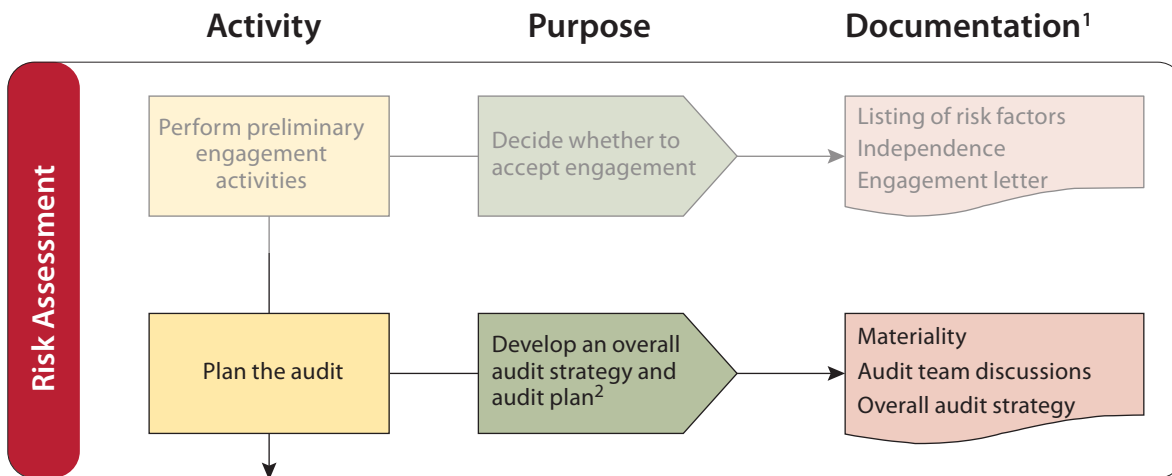 Activity
Purpose
Documentation¹
Risk Assessment
Perform preliminary
engagement
activities
Decide whether to
accept engagement
Listing of risk factors
Independence
Engagement letter
Plan the audit
Develop an overall
audit strategy and
audit plan²
Materiality
Audit team discussions
Overall audit strategy